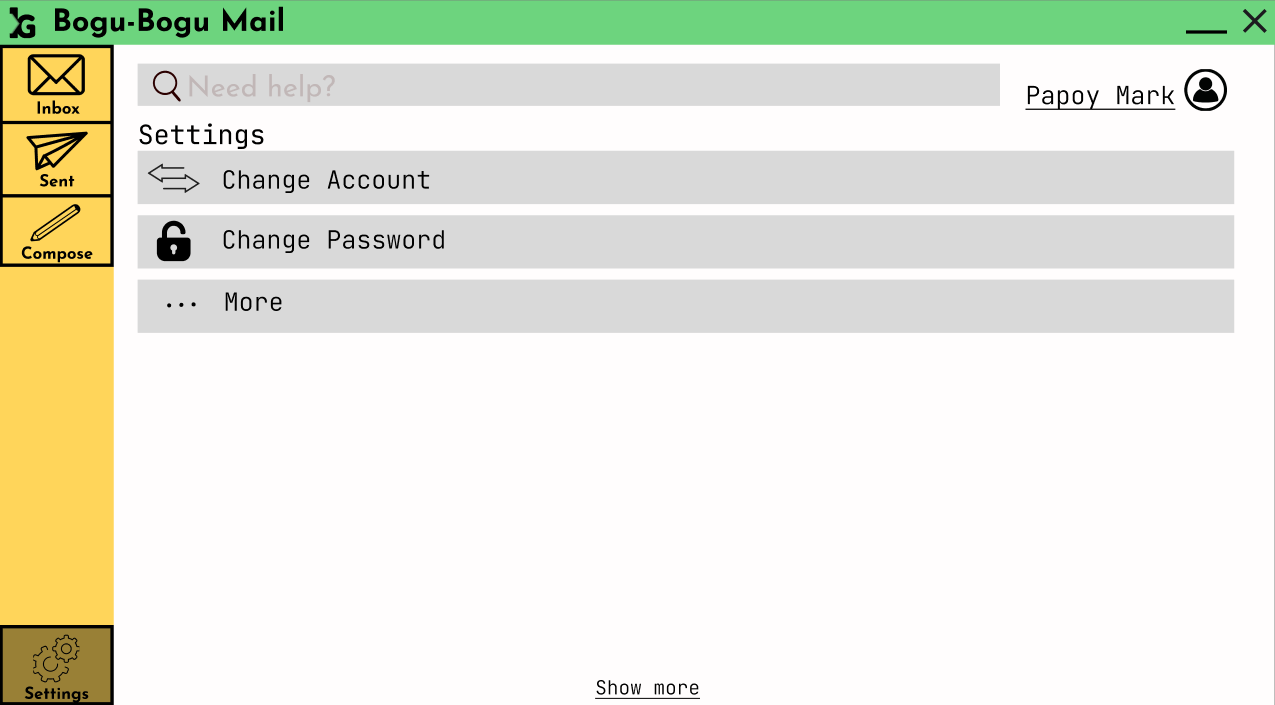 Bogu-Bogu Mail
Inbox
Sent
Compose
Settings
Need help?
Papoy Mark
Settings
Change Account
Change Password
... More
Show more